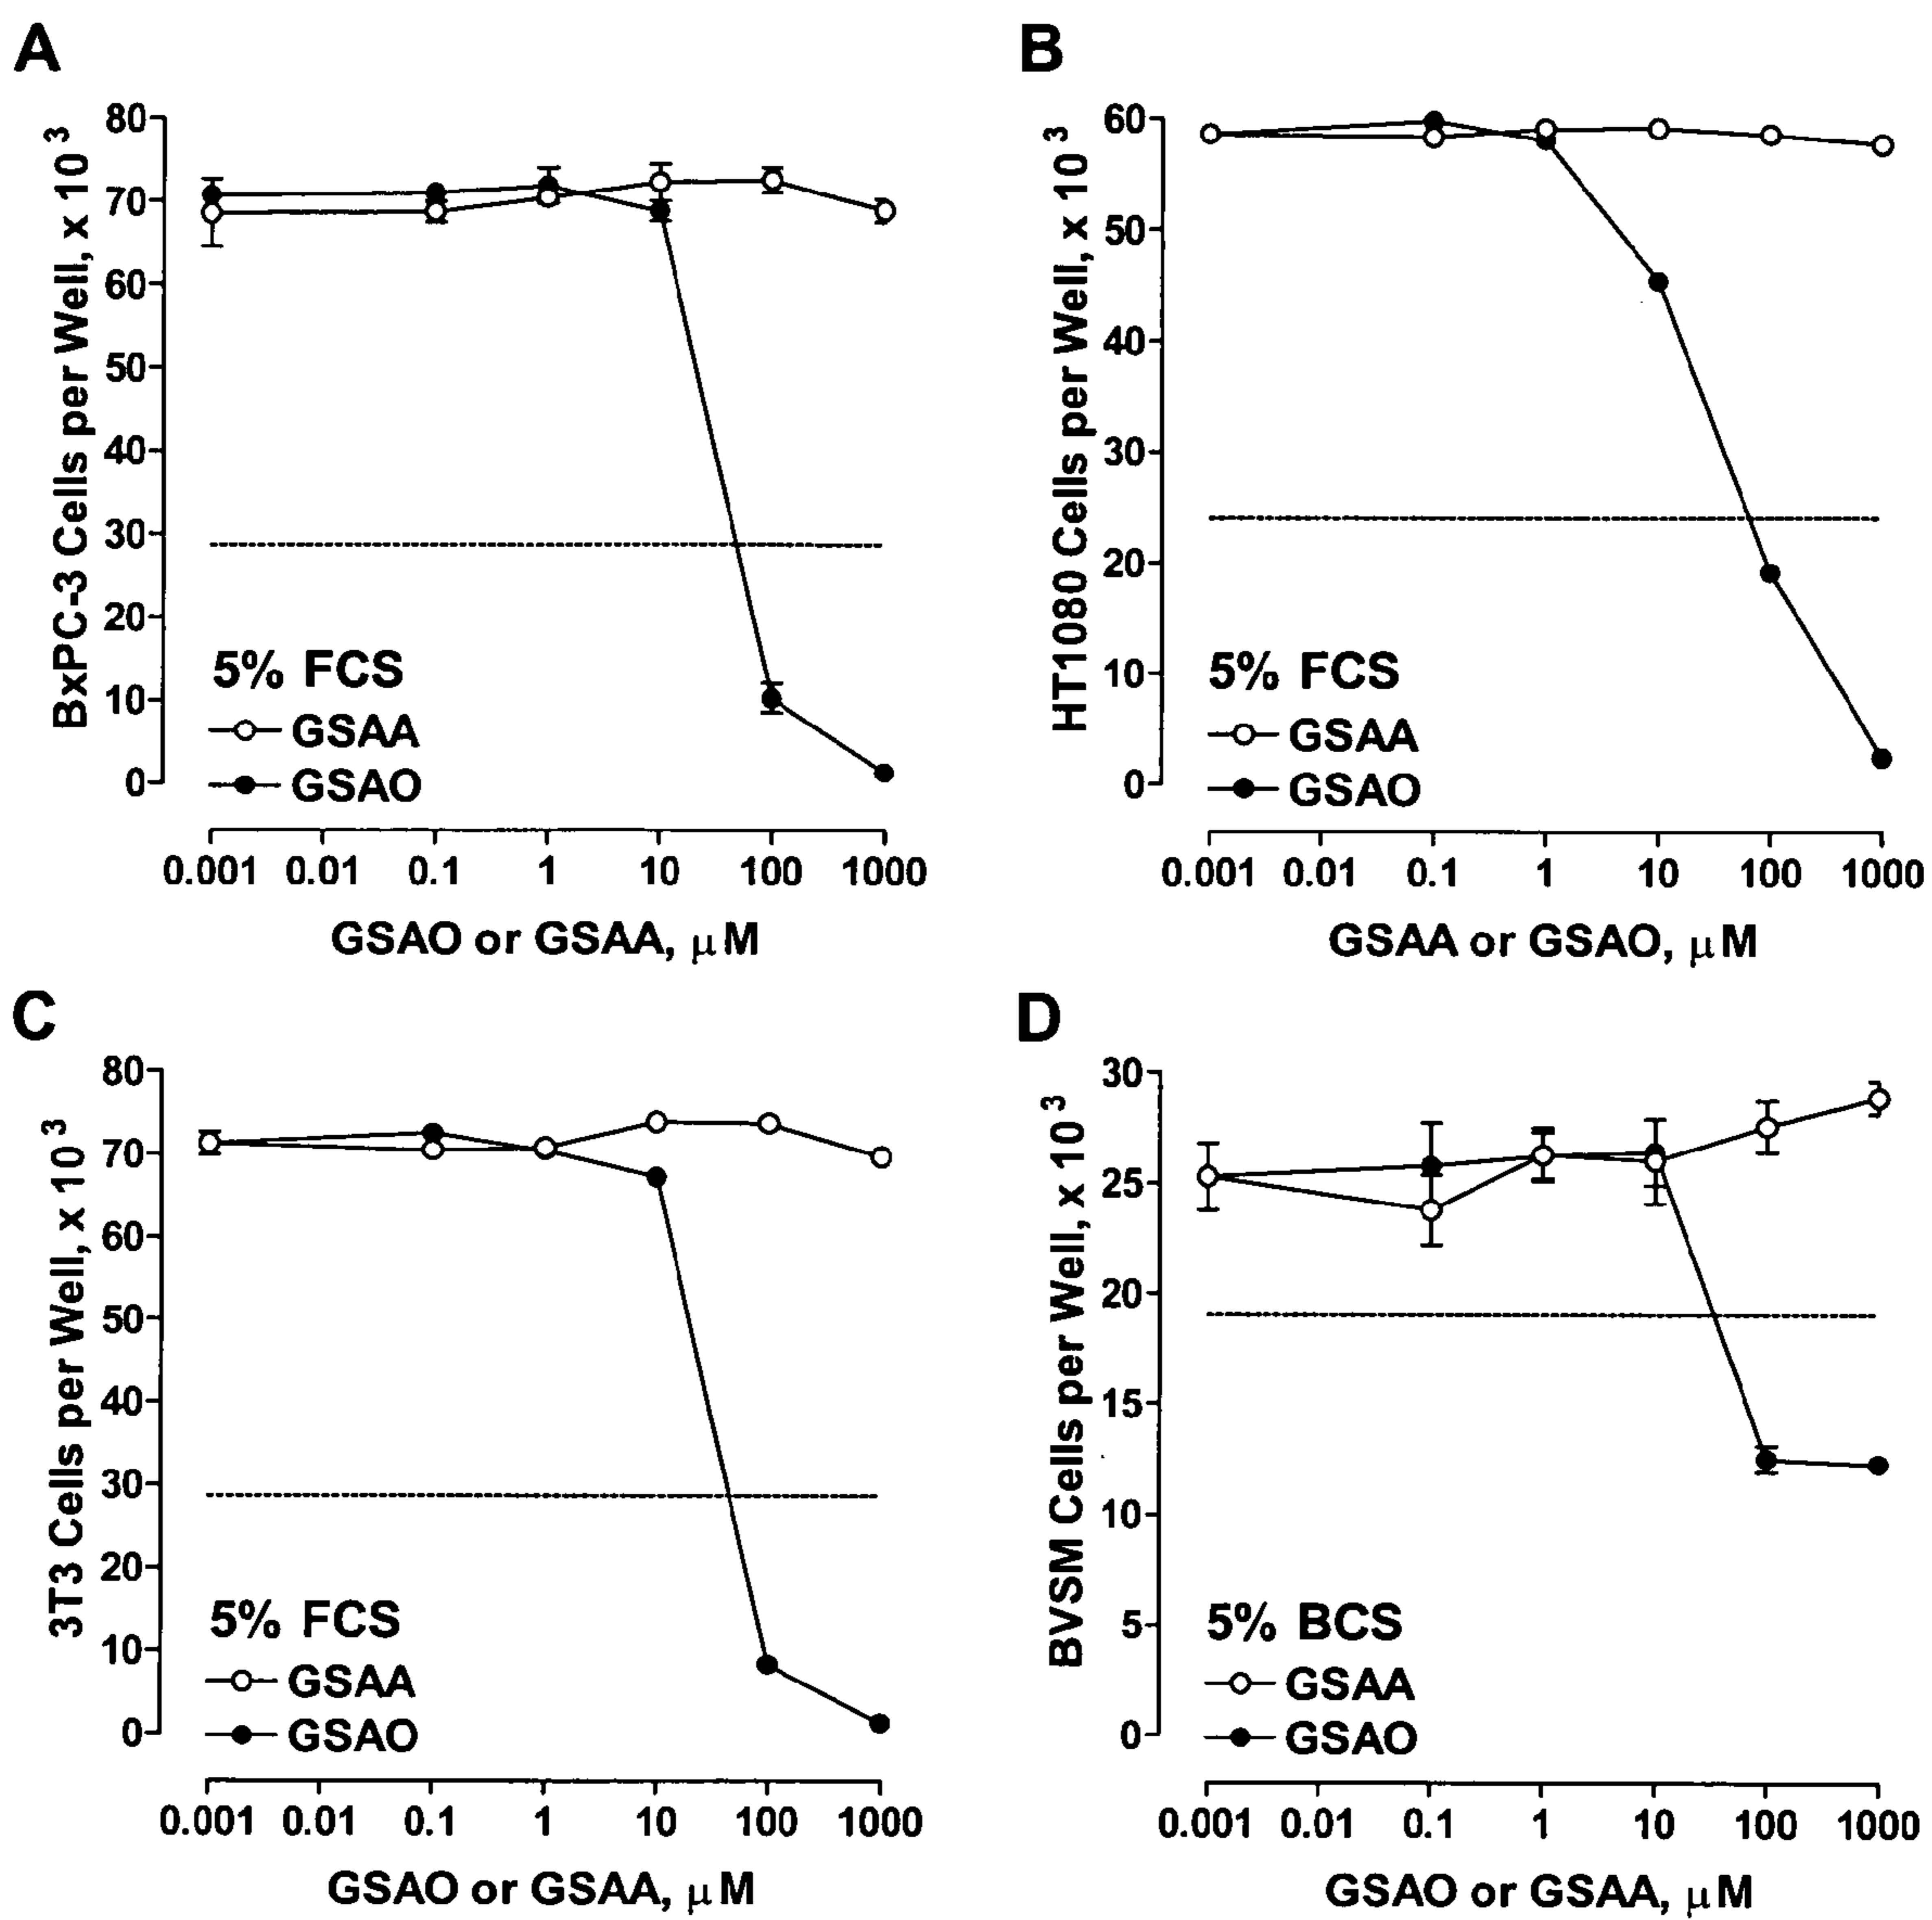 A
BxPC-3 Cells per Well, x 10 3
80
70
60
50
40
30
20
10
0
5% FCS
GSAA
GSAO
0.001 0.01 0.1 1 10 100 1000
GSAO or GSAA, μM
B
HT1080 Cells per Well, x 10 3
60
50
40
30
20
10
0
5% FCS
GSAA
GSAO
0.001 0.01 0.1 1 10 100 1000
GSAA or GSAO, μM
C
3T3 Cells per Well, x 10 3
80
70
60
50
40
30
20
10
0
5% FCS
GSAA
GSAO
0.001 0.01 0.1 1 10 100 1000
GSAO or GSAA, μM
D
BVSM Cells per Well, x 10 3
30
25
20
15
10
5
0
5% BCS
GSAA
GSAO
0.001 0.01 0.1 1 10 100 1000
GSAO or GSAA, μM